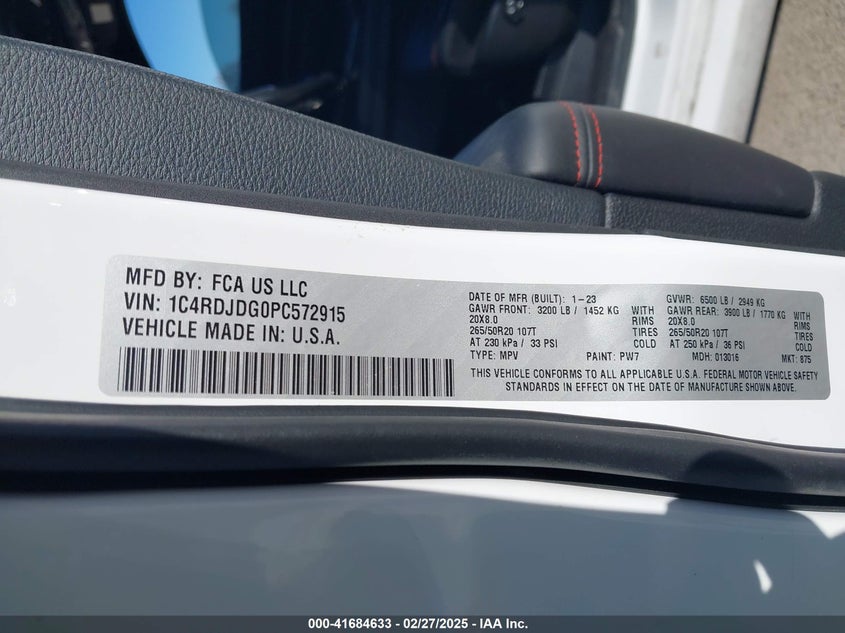 MFD BY: FCA US LLC
VIN: 1C4RDJDG0PC572915
VEHICLE MADE IN: U.S.A.
DATE OF MFR (BUILT): 1-23 GVWR: 6500 LB / 2949 KG
GAWR FRONT: 3200 LB / 1452 KG WITH GAWR REAR: 3900 LB / 1770 KG WITH
20X8.0 RIMS 20X8.0 RIMS
265/50R20 107T TIRES 265/50R20 107T TIRES
AT 230 kPa / 33 PSI COLD AT 250 kPa / 36 PSI COLD
TYPE: MPV PAINT: PW7 MDH: 013016 MKT: 875
THIS VEHICLE CONFORMS TO ALL APPLICABLE U.S.A. FEDERAL MOTOR VEHICLE SAFETY
STANDARDS IN EFFECT ON THE DATE OF MANUFACTURE SHOWN ABOVE.
000-41684633 / 02/27/2025 - IAA Inc.